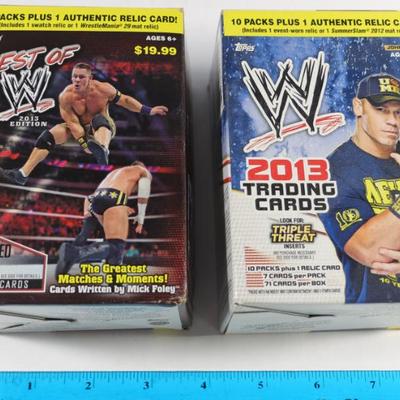 PACKS PLUS 1 AUTHENTIC RELIC CARD!
(Includes 1 swatch relic or 1 WrestleMania 29 mat relic)
AGES 6+
$19.99
BEST OF
W
2013
EDITION
The Greatest
Matches & Moments!
Cards Written by Mick Foley
CARDS
10 PACKS PLUS 1 AUTHENTIC RELIC CA
(Includes 1 event-worn relic or 1 SummerSlam 2012 mat relic)
Topps
W
2013
TRADING
CARDS
LOOK FOR:
TRIPLE
THREAT
INSERTS
10 PACKS plus 1 RELIC CARD
7 CARDS PER PACK
71 CARDS PER BOX
1 2 3 4 5 6 7